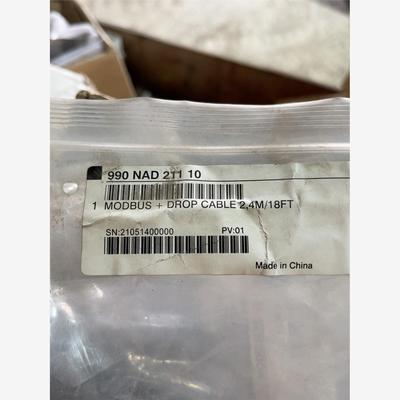 990 NAD 211 10
1 MODBUS + DROP CABLE 2,4M/18FT
SN:21051400000 PV:01
Made in China